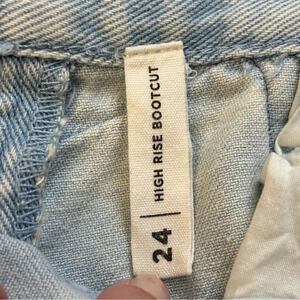 24 | HIGH RISE BOOTCUT